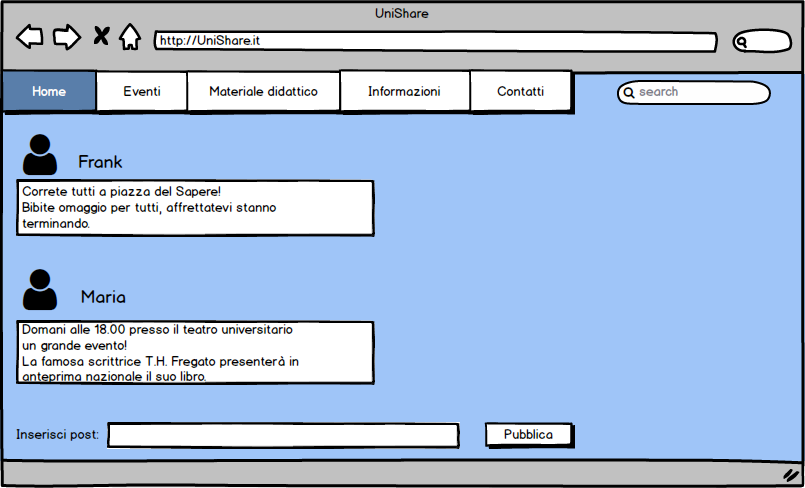 UniShare
http://UniShare.it
Home Eventi Materiale didattico Informazioni Contatti search
Frank
Correte tutti a piazza del Sapere!
Bibite omaggio per tutti, affrettatevi stanno
terminando.
Maria
Domani alle 18.00 presso il teatro universitario
un grande evento!
La famosa scrittrice T.H. Fregato presenterà in
anteprima nazionale il suo libro.
Inserisci post: Pubblica